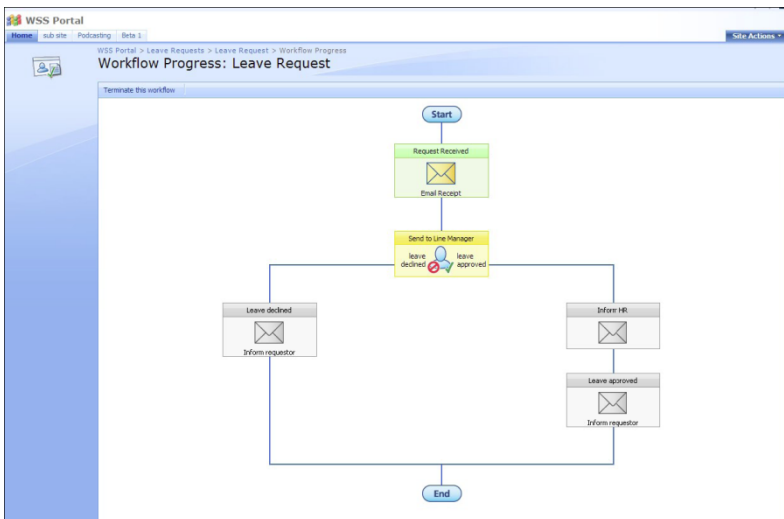 WSS Portal
Home sub site Podcasting Beta 1
Site Actions
WSS Portal > Leave Requests > Leave Request > Workflow Progress
Workflow Progress: Leave Request
Terminate this workflow
Start
Request Received
Email Receipt
Send to Line Manager
leave declined
leave approved
Leave declined
Inform requestor
Inform HR
Leave approved
Inform requestor
End